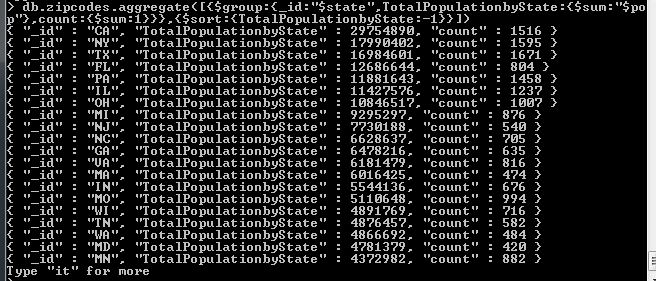 db.zipcodes.aggregate([{$group:{_id:"$state",TotalPopulationbyState:{$sum:"$po
p"},count:{$sum:1}}},{$sort:{TotalPopulationbyState:-1}}])
{ "_id" : "CA", "TotalPopulationbyState" : 29754890, "count" : 1516 }
{ "_id" : "NY", "TotalPopulationbyState" : 17990402, "count" : 1595 }
{ "_id" : "TX", "TotalPopulationbyState" : 16984601, "count" : 1671 }
{ "_id" : "FL", "TotalPopulationbyState" : 12686644, "count" : 804 }
{ "_id" : "PA", "TotalPopulationbyState" : 11881643, "count" : 1458 }
{ "_id" : "IL", "TotalPopulationbyState" : 11427576, "count" : 1237 }
{ "_id" : "OH", "TotalPopulationbyState" : 10846517, "count" : 1007 }
{ "_id" : "MI", "TotalPopulationbyState" : 9295297, "count" : 876 }
{ "_id" : "NJ", "TotalPopulationbyState" : 7730188, "count" : 540 }
{ "_id" : "NC", "TotalPopulationbyState" : 6628637, "count" : 705 }
{ "_id" : "GA", "TotalPopulationbyState" : 6478216, "count" : 635 }
{ "_id" : "VA", "TotalPopulationbyState" : 6181479, "count" : 816 }
{ "_id" : "MA", "TotalPopulationbyState" : 6016425, "count" : 474 }
{ "_id" : "IN", "TotalPopulationbyState" : 5544136, "count" : 676 }
{ "_id" : "MO", "TotalPopulationbyState" : 5110648, "count" : 994 }
{ "_id" : "WI", "TotalPopulationbyState" : 4891769, "count" : 716 }
{ "_id" : "TN", "TotalPopulationbyState" : 4876457, "count" : 582 }
{ "_id" : "WA", "TotalPopulationbyState" : 4866692, "count" : 484 }
{ "_id" : "MD", "TotalPopulationbyState" : 4781379, "count" : 420 }
{ "_id" : "MN", "TotalPopulationbyState" : 4372982, "count" : 882 }
Type "it" for more